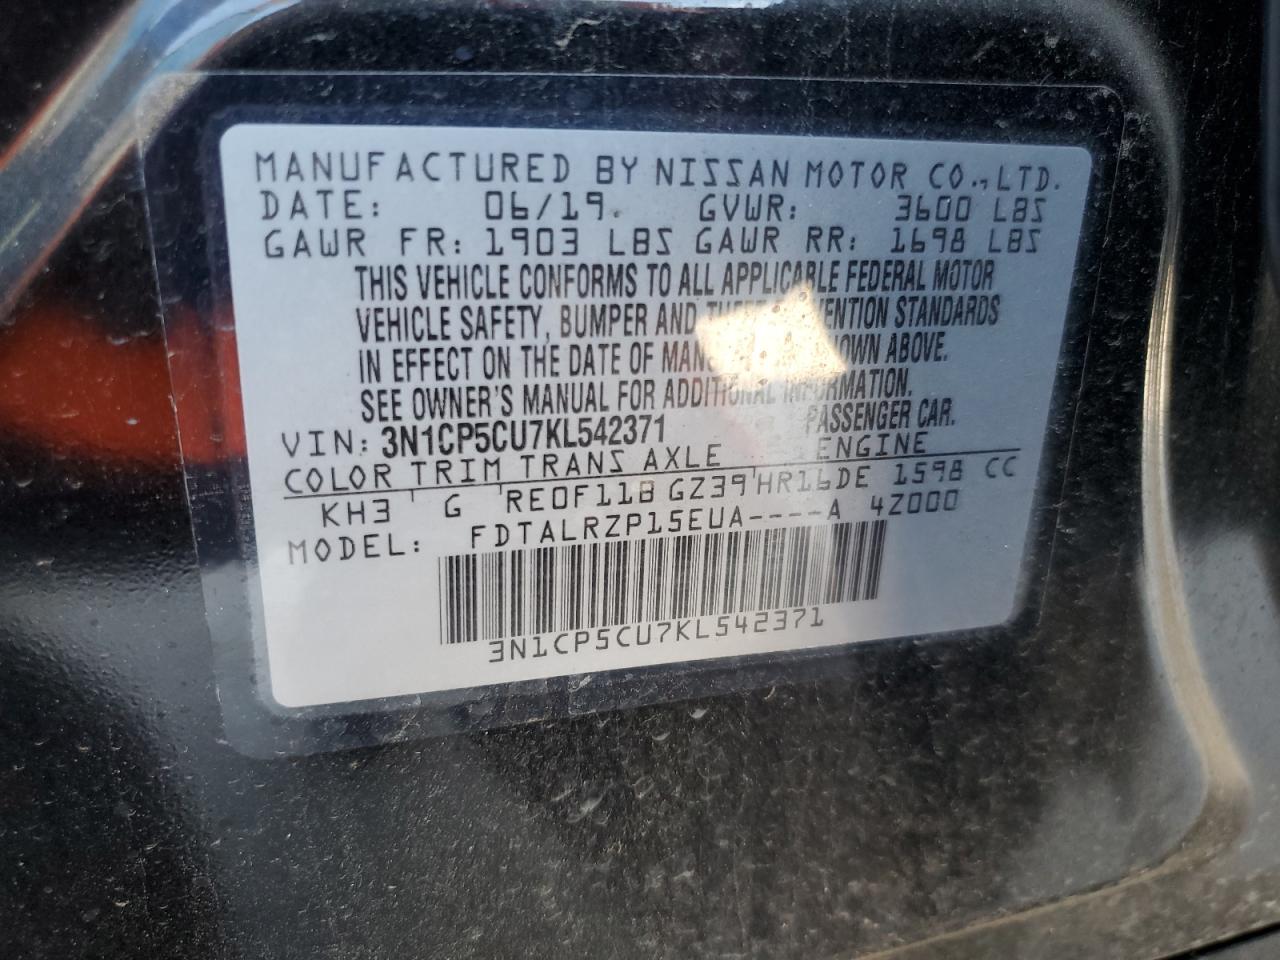 MANUFACTURED BY NISSAN MOTOR CO., LTD.
DATE: 06/19 GVWR: 3600 LBS
GAWR FR: 1903 LBS GAWR RR: 1698 LBS
THIS VEHICLE CONFORMS TO ALL APPLICABLE FEDERAL MOTOR
VEHICLE SAFETY, BUMPER AND STANDARDS
IN EFFECT ON THE DATE OF ABOVE.
SEE OWNER'S MANUAL FOR ADDITIONAL INFORMATION.
VIN: 3N1CP5CU7KL542371 PASSENGER CAR.
COLOR TRIM TRANS AXLE ENGINE
KH3 G RE0F11B GZ39 HR16DE 1598 CC
MODEL: FDTALRZP15EUA----A 4Z000
3N1CP5CU7KL542371